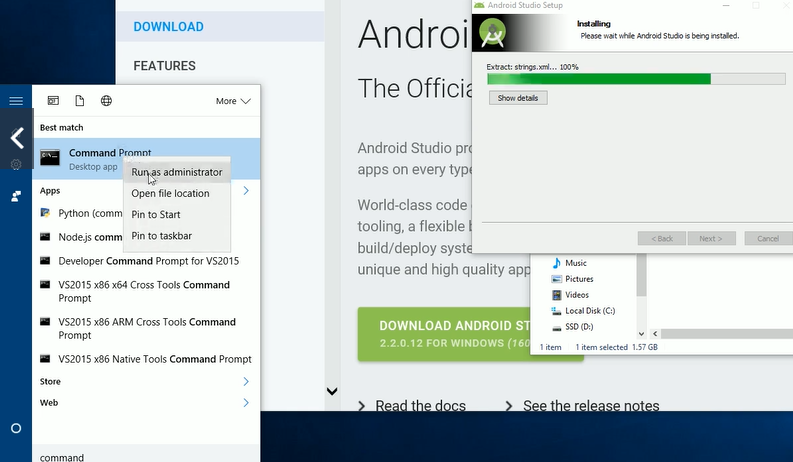 DOWNLOAD
FEATURES
More
Best match
Command Prompt
Desktop app
Run as administrator
Open file location
Pin to Start
Pin to taskbar
Apps
Python (comm
Node.js comm
Developer Command Prompt for VS2015
VS2015 x86 x64 Cross Tools Command
Prompt
VS2015 x86 ARM Cross Tools Command
Prompt
VS2015 x86 Native Tools Command Prompt
Store
Web
command
Androi
The Officia
Android Studio pro
apps on every type
World-class code
tooling, a flexible b
build/deploy syste
unique and high quality app
DOWNLOAD ANDROID ST
2.2.0.12 FOR WINDOWS (160
Read the docs
See the release notes
Android Studio Setup
Installing
Please wait while Android Studio is being installed.
Extract: strings.xml... 100%
Show details
< Back
Next >
Cancel
Music
Pictures
Videos
Local Disk (C:)
SSD (D:)
1 item
1 item selected 1.57 GB